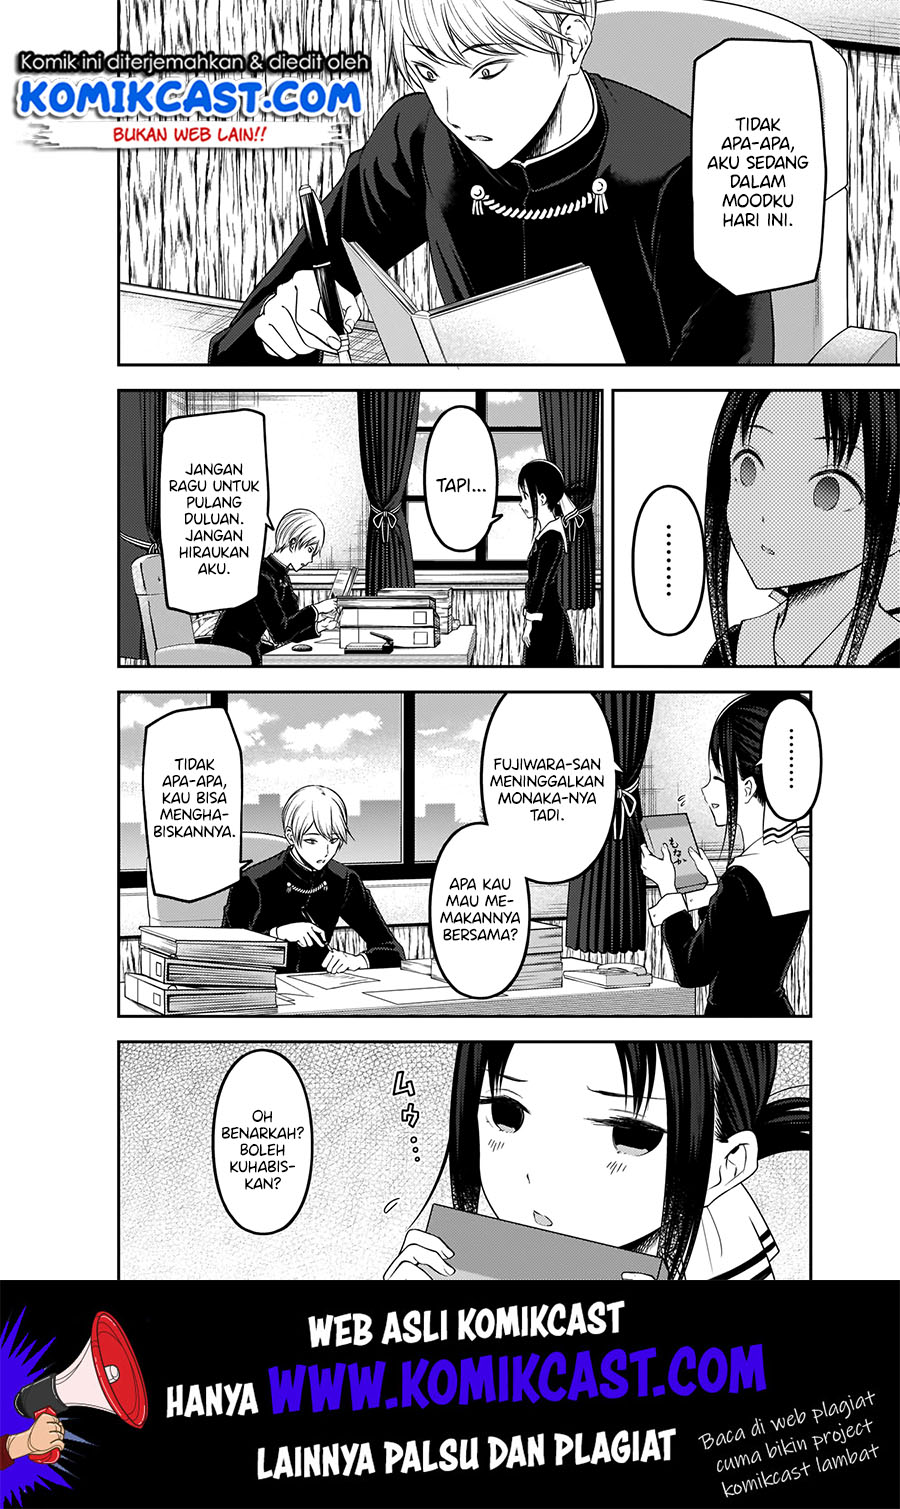 Komik ini diterjemahkan & diedit oleh
KOMIKCAST.COM
BUKAN WEB LAIN!!
TIDAK
APA-APA,
AKU SEDANG
DALAM
MOODKU
HARI INI.
.........
TAPI...
JANGAN
RAGU UNTUK
PULANG
DULUAN.
JANGAN
HIRAUKAN
AKU.
........
FUJIWARA-SAN
MENINGGALKAN
MONAKA-NYA
TADI.
APA KAU
MAU ME-
MAKANNYA
BERSAMA?
もなか
TIDAK
APA-APA,
KAU BISA
MENGHA-
BISKANNYA.
ムゥ…
OH
BENARKAH?
BOLEH
KUHABIS-
KAN?
WEB ASLI KOMIKCAST
HANYA WWW.KOMIKCAST.COM
LAINNYA PALSU DAN PLAGIAT
Baca di web plagiat
cuma bikin project
komikcast lambat